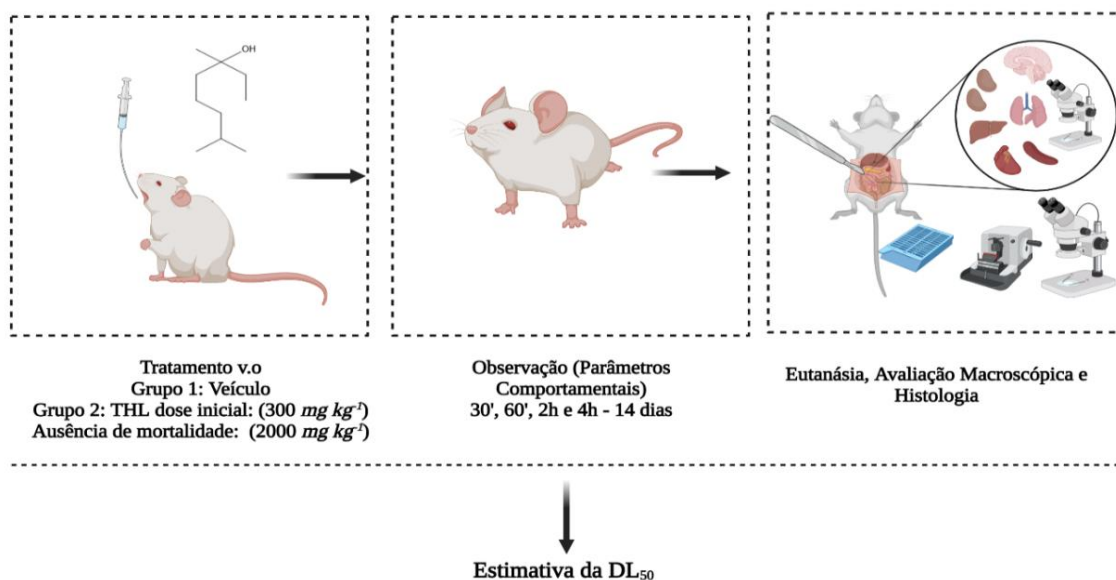 OH
Tratamento v.o
Grupo 1: Veículo
Grupo 2: THL dose inicial: (300 mg kg⁻¹)
Ausência de mortalidade: (2000 mg kg⁻¹)
Observação (Parâmetros
Comportamentais)
30', 60', 2h e 4h - 14 dias
Eutanásia, Avaliação Macroscópica e
Histologia
Estimativa da DL₅₀